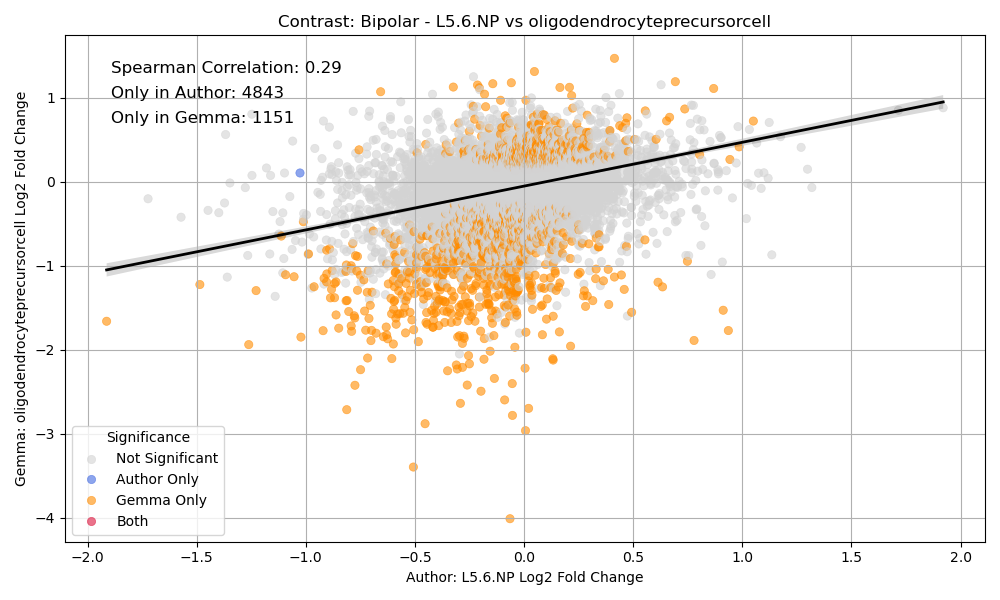 Contrast: Bipolar - L5.6.NP vs oligodendrocyteprecursorcell
Spearman Correlation: 0.29
Only in Author: 4843
Only in Gemma: 1151
Gemma: oligodendrocyteprecursorcell Log2 Fold Change
1
0
−1
−2
−3
−4
Significance
Not Significant
Author Only
Gemma Only
Both
−2.0 −1.5 −1.0 −0.5 0.0 0.5 1.0 1.5 2.0
Author: L5.6.NP Log2 Fold Change